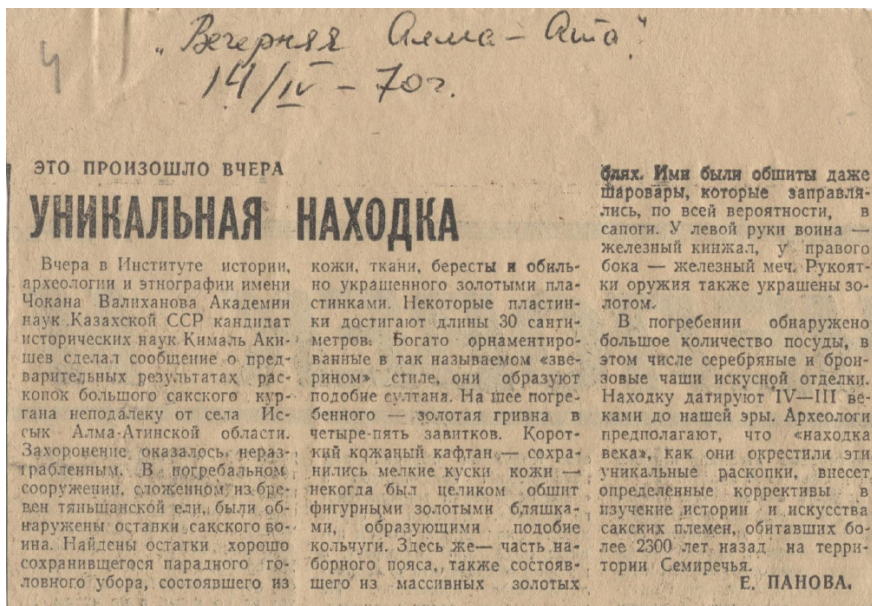 4
„Вечерняя Алма-Ата"
14/IV - 70 г.
ЭТО ПРОИЗОШЛО ВЧЕРА
УНИКАЛЬНАЯ НАХОДКА
Вчера в Институте истории,
археологии и этнографии имени
Чокана Валиханова Академии
наук Казахской ССР кандидат
исторических наук Кималь Аки-
шев сделал сообщение о пред-
варительных результатах рас-
копок большого сакского кур-
гана неподалеку от села Ис-
сык Алма-Атинской области.
Захоронение оказалось нераз-
грабленным. В погребальном
сооружении, сложенном из бре-
вен тяньшанской ели, были об-
наружены останки сакского во-
ина. Найдены остатки хорошо
сохранившегося парадного го-
ловного убора, состоявшего из
кожи, ткани, бересты и обиль-
но украшенного золотыми пла-
стинками. Некоторые пластин-
ки достигают длины 30 санти-
метров. Богато орнаментиро-
ванные в так называемом «зве-
рином» стиле, они образуют
подобие султана. На шее погре-
бенного — золотая гривна в
четыре-пять завитков. Корот-
кий кожаный кафтан — сохра-
нились мелкие куски кожи —
некогда был целиком обшит
фигурными золотыми бляшка-
ми, образующими подобие
кольчуги. Здесь же— часть на-
борного пояса, также состояв-
шего из массивных золотых
блях. Ими были обшиты даже
шаровары, которые заправля-
лись, по всей вероятности, в
сапоги. У левой руки воина —
железный кинжал, у правого
бока — железный меч. Рукоят-
ки оружия также украшены зо-
лотом.
В погребении обнаружено
большое количество посуды, в
этом числе серебряные и брон-
зовые чаши искусной отделки.
Находку датируют IV—III ве-
ками до нашей эры. Археологи
предполагают, что «находка
века», как они окрестили эти
уникальные раскопки, внесет
определенные коррективы в
изучение истории и искусства
сакских племен, обитавших бо-
лее 2300 лет назад на терри-
тории Семиречья.
Е. ПАНОВА.